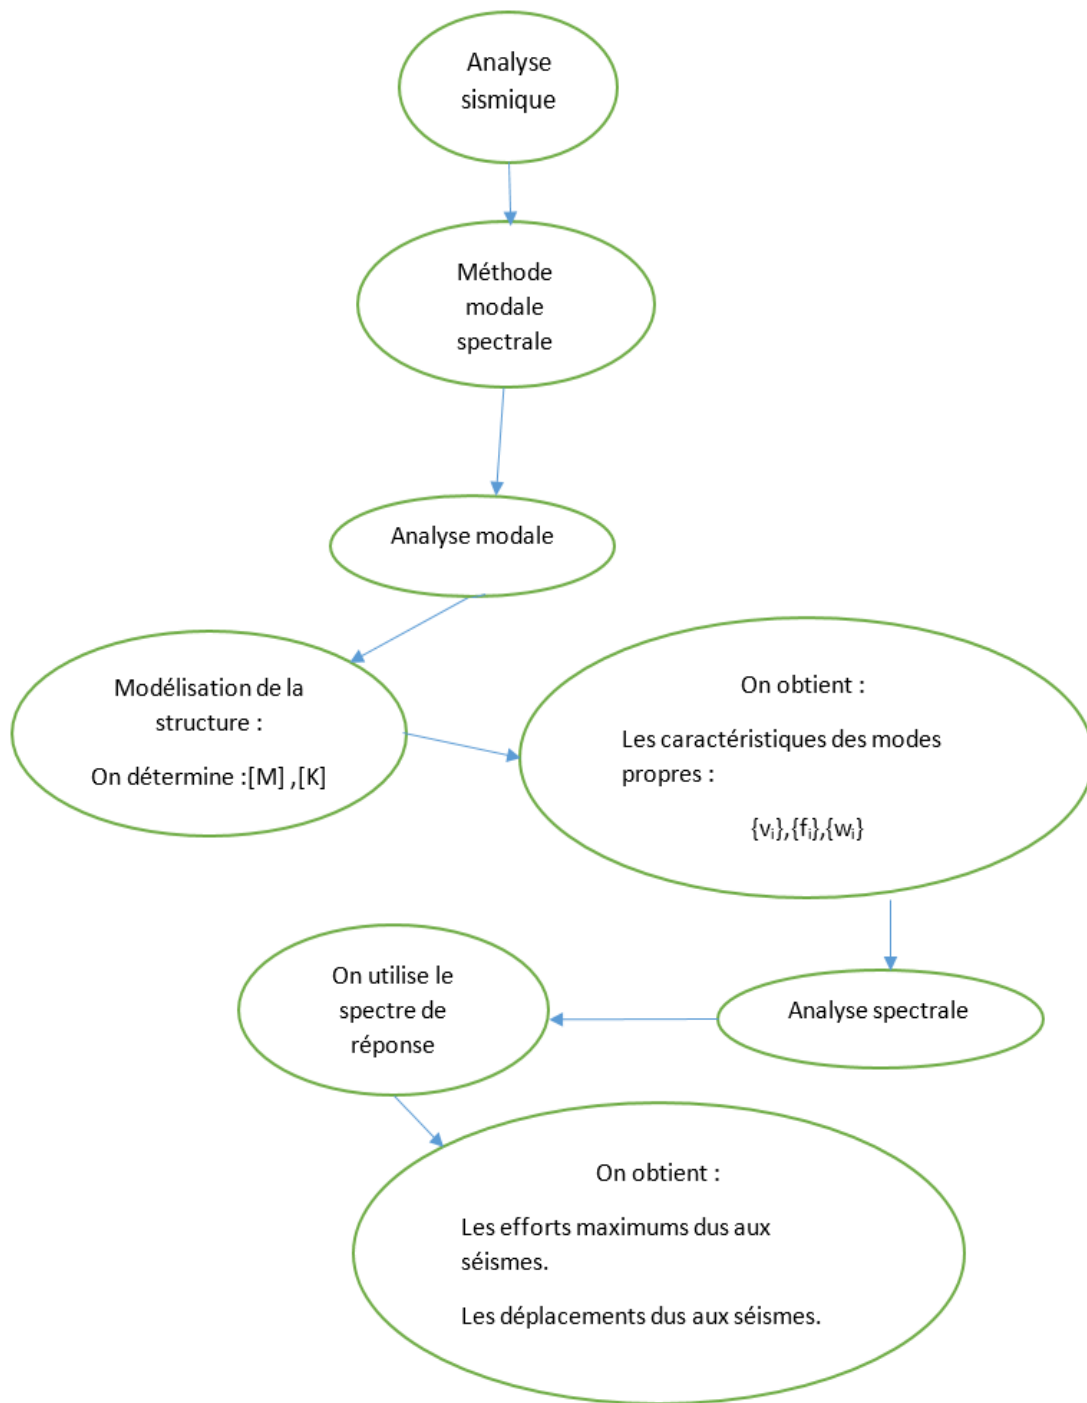 Analyse
sismique
Méthode
modale
spectrale
Analyse modale
Modélisation de la
structure :
On détermine :[M] ,[K]
On obtient :
Les caractéristiques des modes
propres :
{vᵢ},{fᵢ},{wᵢ}
Analyse spectrale
On utilise le
spectre de
réponse
On obtient :
Les efforts maximums dus aux
séismes.
Les déplacements dus aux séismes.